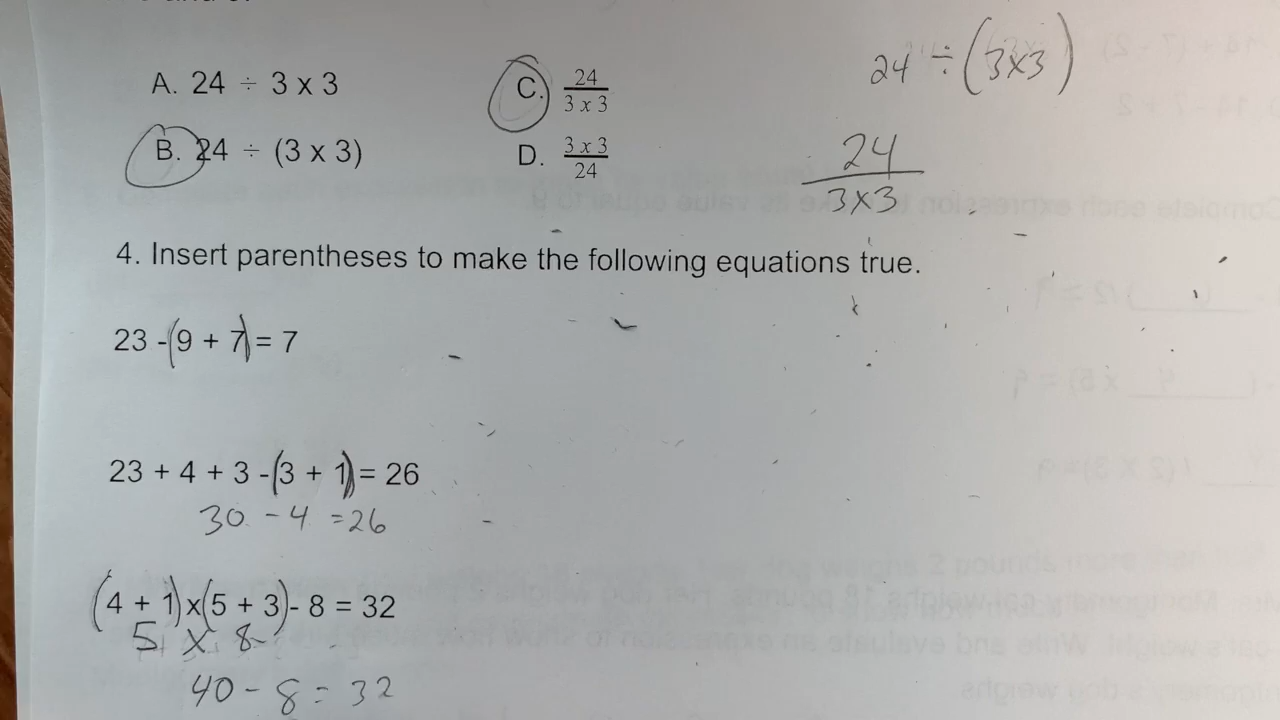 A. 24 ÷ 3 x 3
B. 24 ÷ (3 x 3)
C. 24 / 3 x 3
D. 3 x 3 / 24
24 ÷ (3x3)
24
3x3
4. Insert parentheses to make the following equations true.
23 -(9 + 7)= 7
23 + 4 + 3 -(3 + 1)= 26
30 - 4 = 26
(4 + 1)x(5 + 3)- 8 = 32
5 x 8
40 - 8 = 32